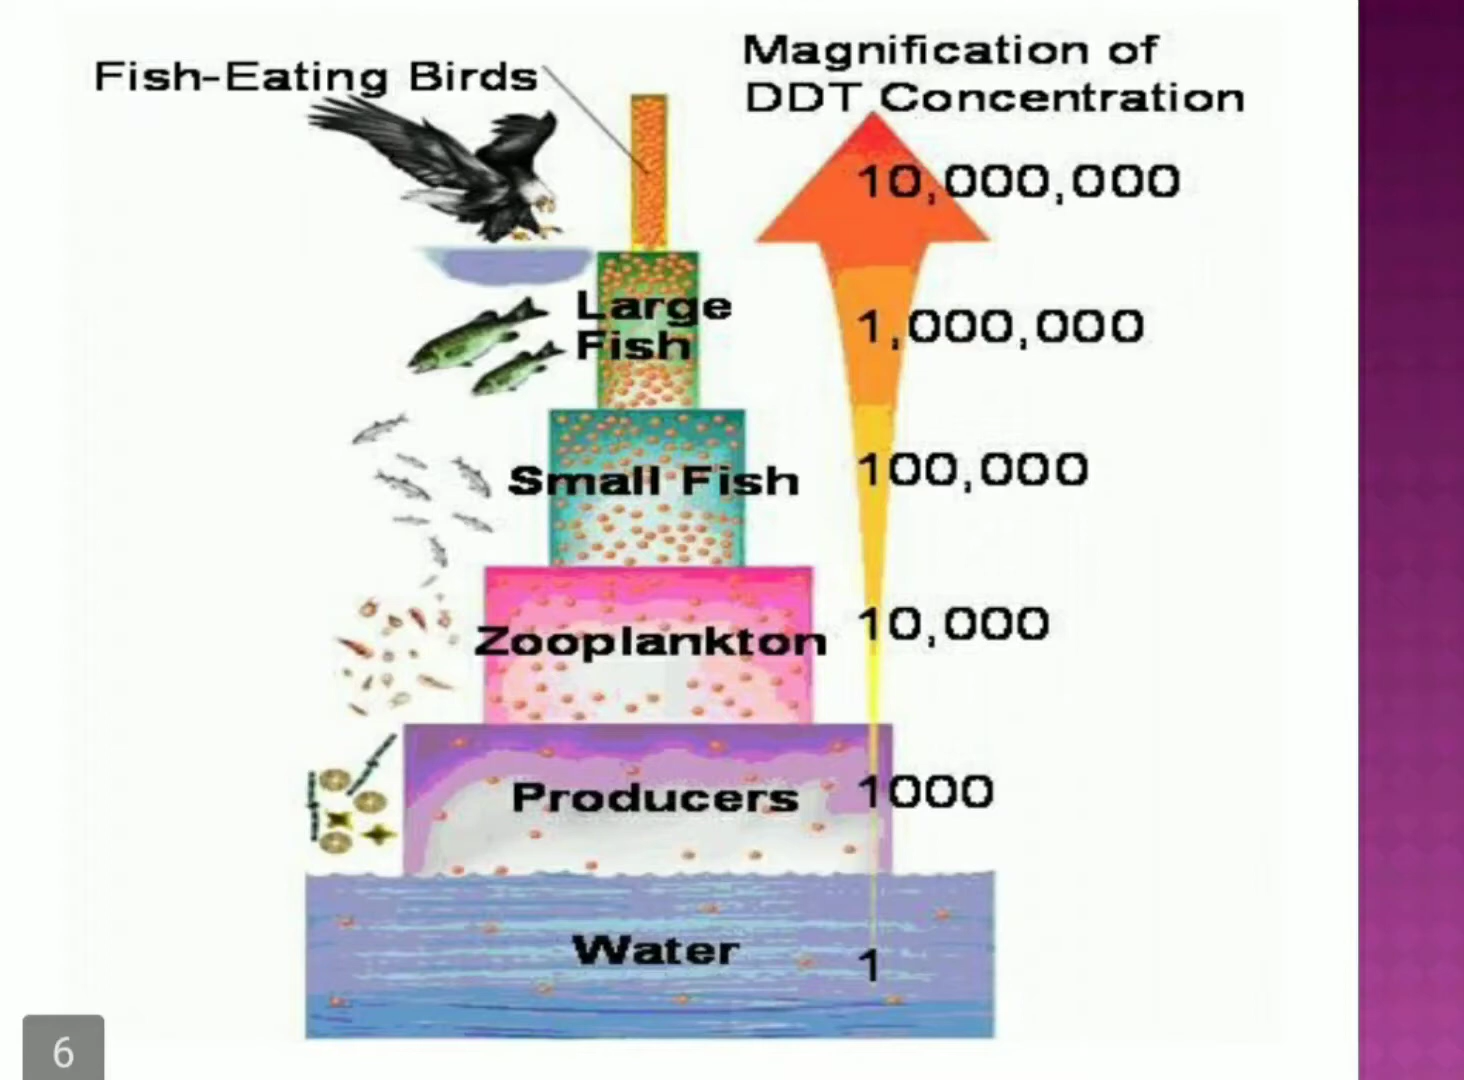 Fish-Eating Birds
Magnification of
DDT Concentration
10,000,000
Large
Fish
1,000,000
Small Fish
100,000
Zooplankton
10,000
Producers
1000
Water
1
6